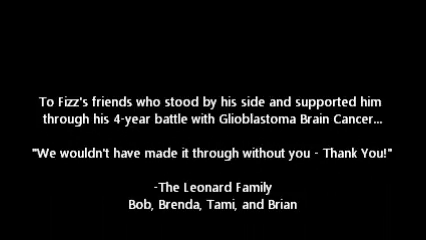 To Fizz's friends who stood by his side and supported him
through his 4-year battle with Glioblastoma Brain Cancer...
"We wouldn't have made it through without you - Thank You!"
-The Leonard Family
Bob, Brenda, Tami, and Brian